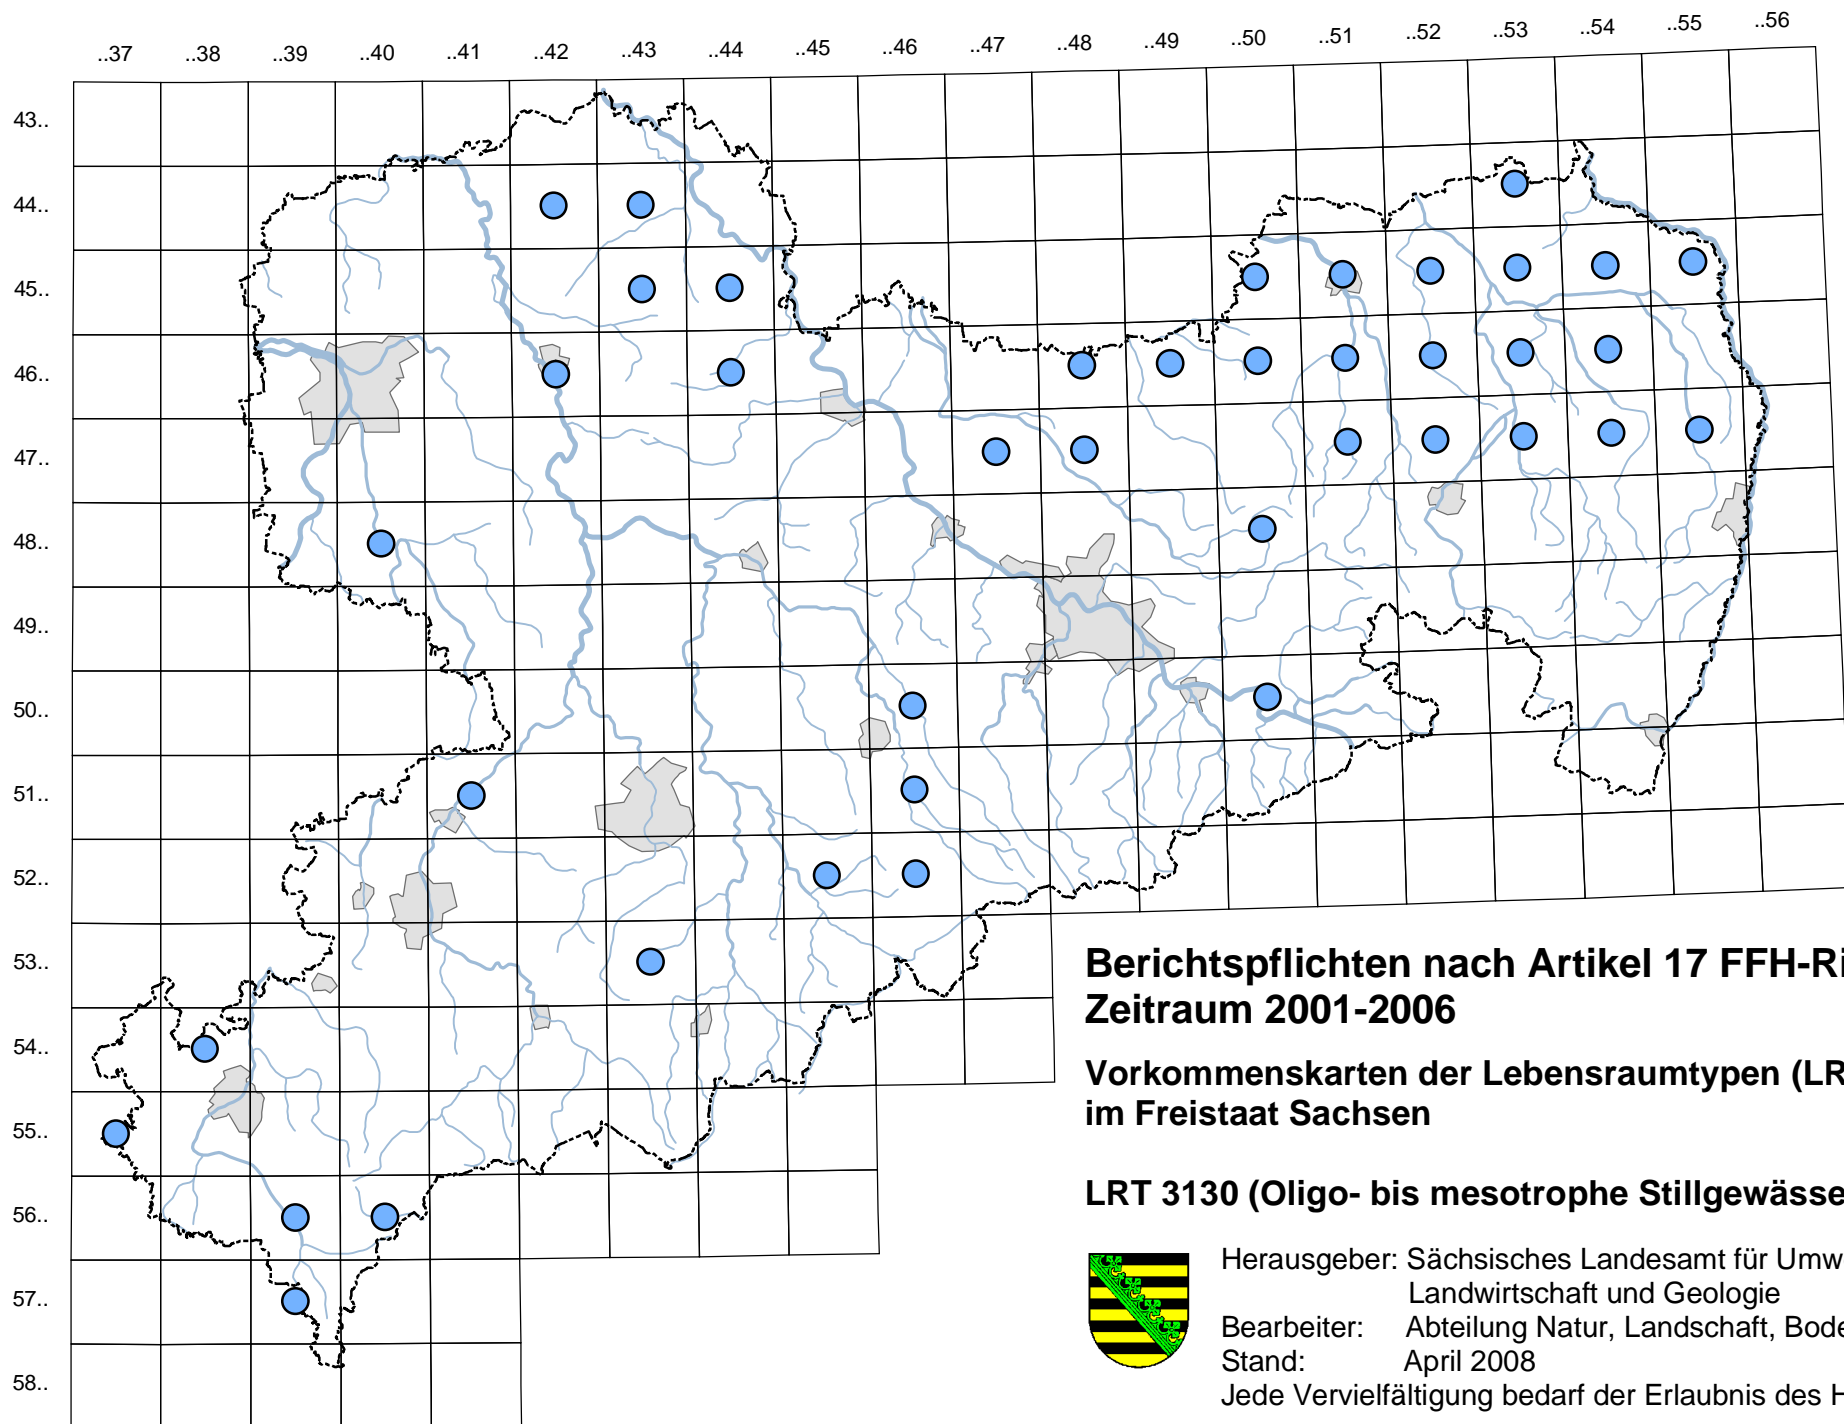 ..37 ..38 ..39 ..40 ..41 ..42 ..43 ..44 ..45 ..46 ..47 ..48 ..49 ..50 ..51 ..52 ..53 ..54 ..55 ..56
43..
44..
45..
46..
47..
48..
49..
50..
51..
52..
53..
54..
55..
56..
57..
58..
Berichtspflichten nach Artikel 17 FFH-Ri
Zeitraum 2001-2006
Vorkommenskarten der Lebensraumtypen (LR
im Freistaat Sachsen
LRT 3130 (Oligo- bis mesotrophe Stillgewässe
Herausgeber: Sächsisches Landesamt für Umw
Landwirtschaft und Geologie
Bearbeiter: Abteilung Natur, Landschaft, Bode
Stand: April 2008
Jede Vervielfältigung bedarf der Erlaubnis des H